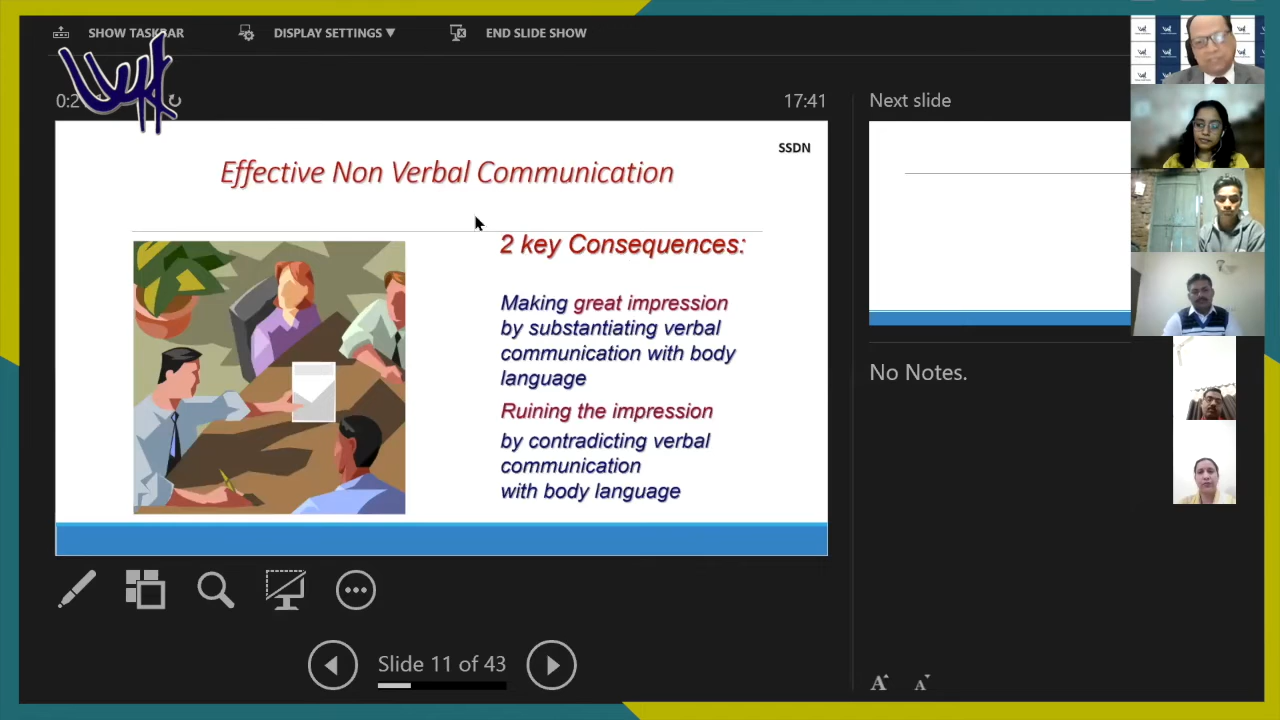 SHOW TASKBAR
DISPLAY SETTINGS ▼
END SLIDE SHOW
17:41
Next slide
SSDN
Effective Non Verbal Communication
2 key Consequences:
Making great impression
by substantiating verbal
communication with body
language
Ruining the impression
by contradicting verbal
communication
with body language
No Notes.
Slide 11 of 43
A A